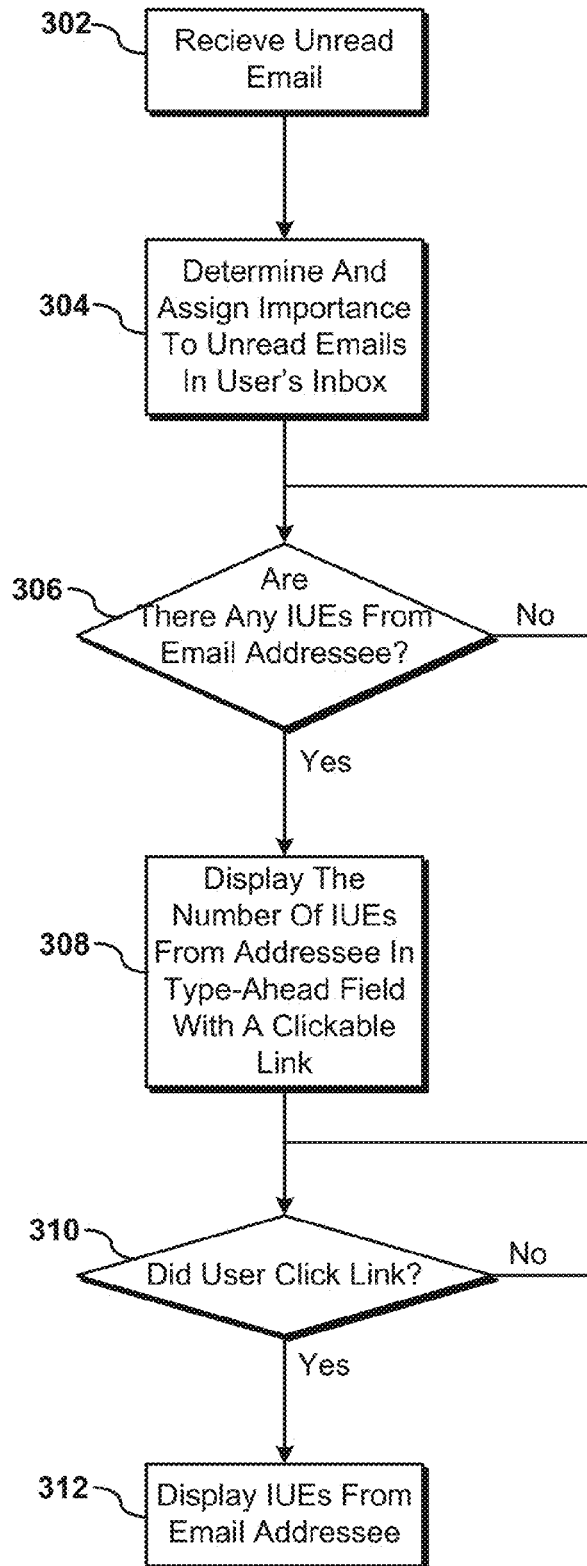 302
Recieve Unread
Email
304
Determine And
Assign Importance
To Unread Emails
In User's Inbox
306
Are
There Any IUEs From
Email Addressee?
No
Yes
308
Display The
Number Of IUEs
From Addressee In
Type-Ahead Field
With A Clickable
Link
310
Did User Click Link?
No
Yes
312
Display IUEs From
Email Addressee